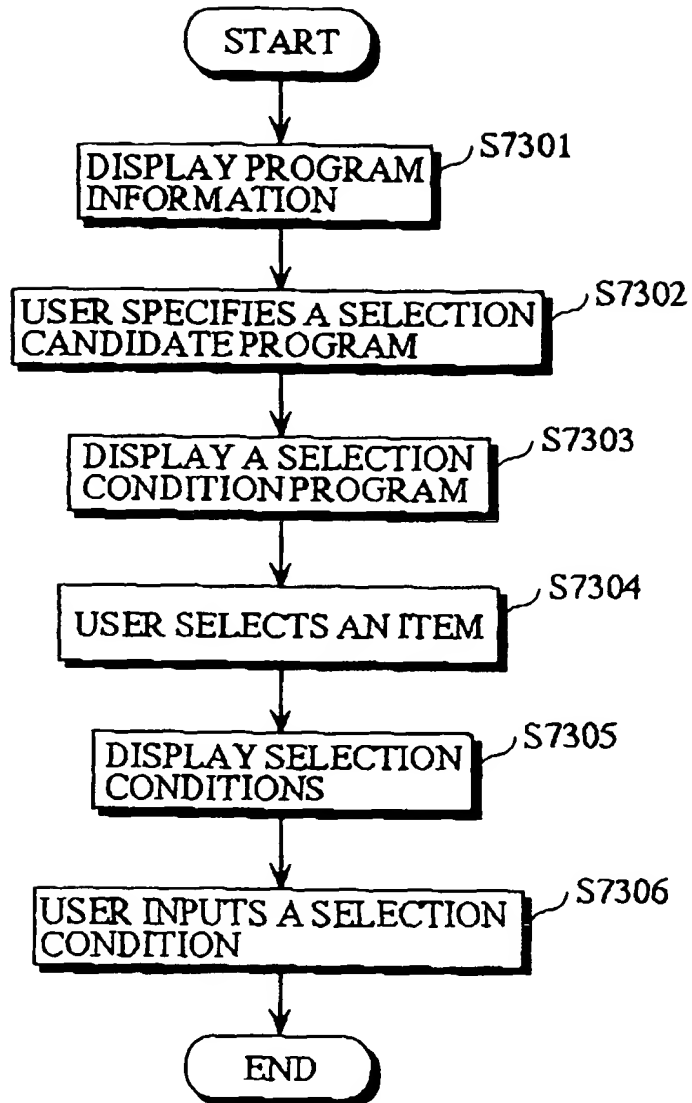 START
DISPLAY PROGRAM
INFORMATION
S7301
USER SPECIFIES A SELECTION
CANDIDATE PROGRAM
S7302
DISPLAY A SELECTION
CONDITION PROGRAM
S7303
USER SELECTS AN ITEM
S7304
DISPLAY SELECTION
CONDITIONS
S7305
USER INPUTS A SELECTION
CONDITION
S7306
END